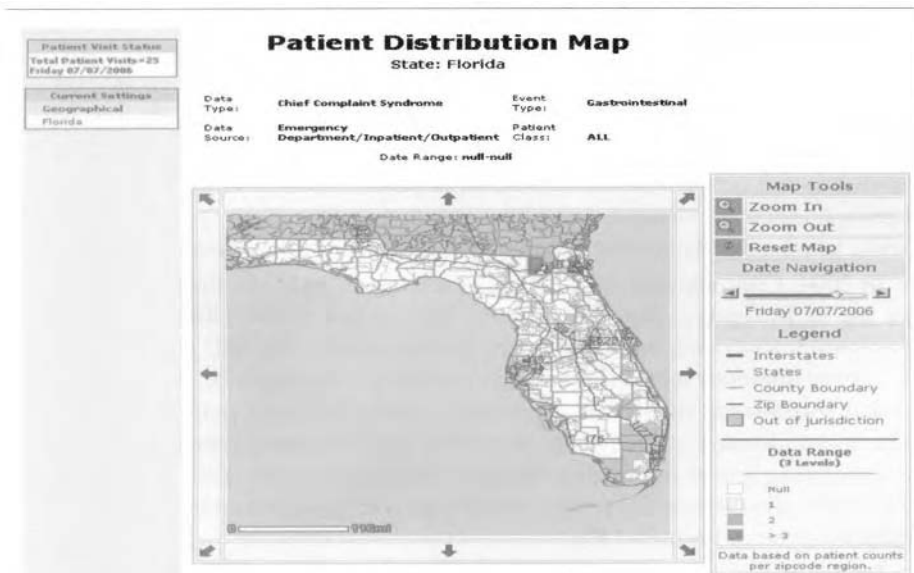 Patient Distribution Map
State: Florida
Patient Visit Status
Total Patient Visits=25
Friday 07/07/2006
Current Settings
Geographical
Florida
Data Type: Chief Complaint Syndrome Event Type: Gastrointestinal
Data Source: Emergency Department/Inpatient/Outpatient Patient Class: ALL
Date Range: null-null
Map Tools
Zoom In
Zoom Out
Reset Map
Date Navigation
Friday 07/07/2006
Legend
Interstates
States
County Boundary
Zip Boundary
Out of jurisdiction
Data Range
(3 Levels)
Null
1
2
> 3
Data based on patient counts
per zipcode region.